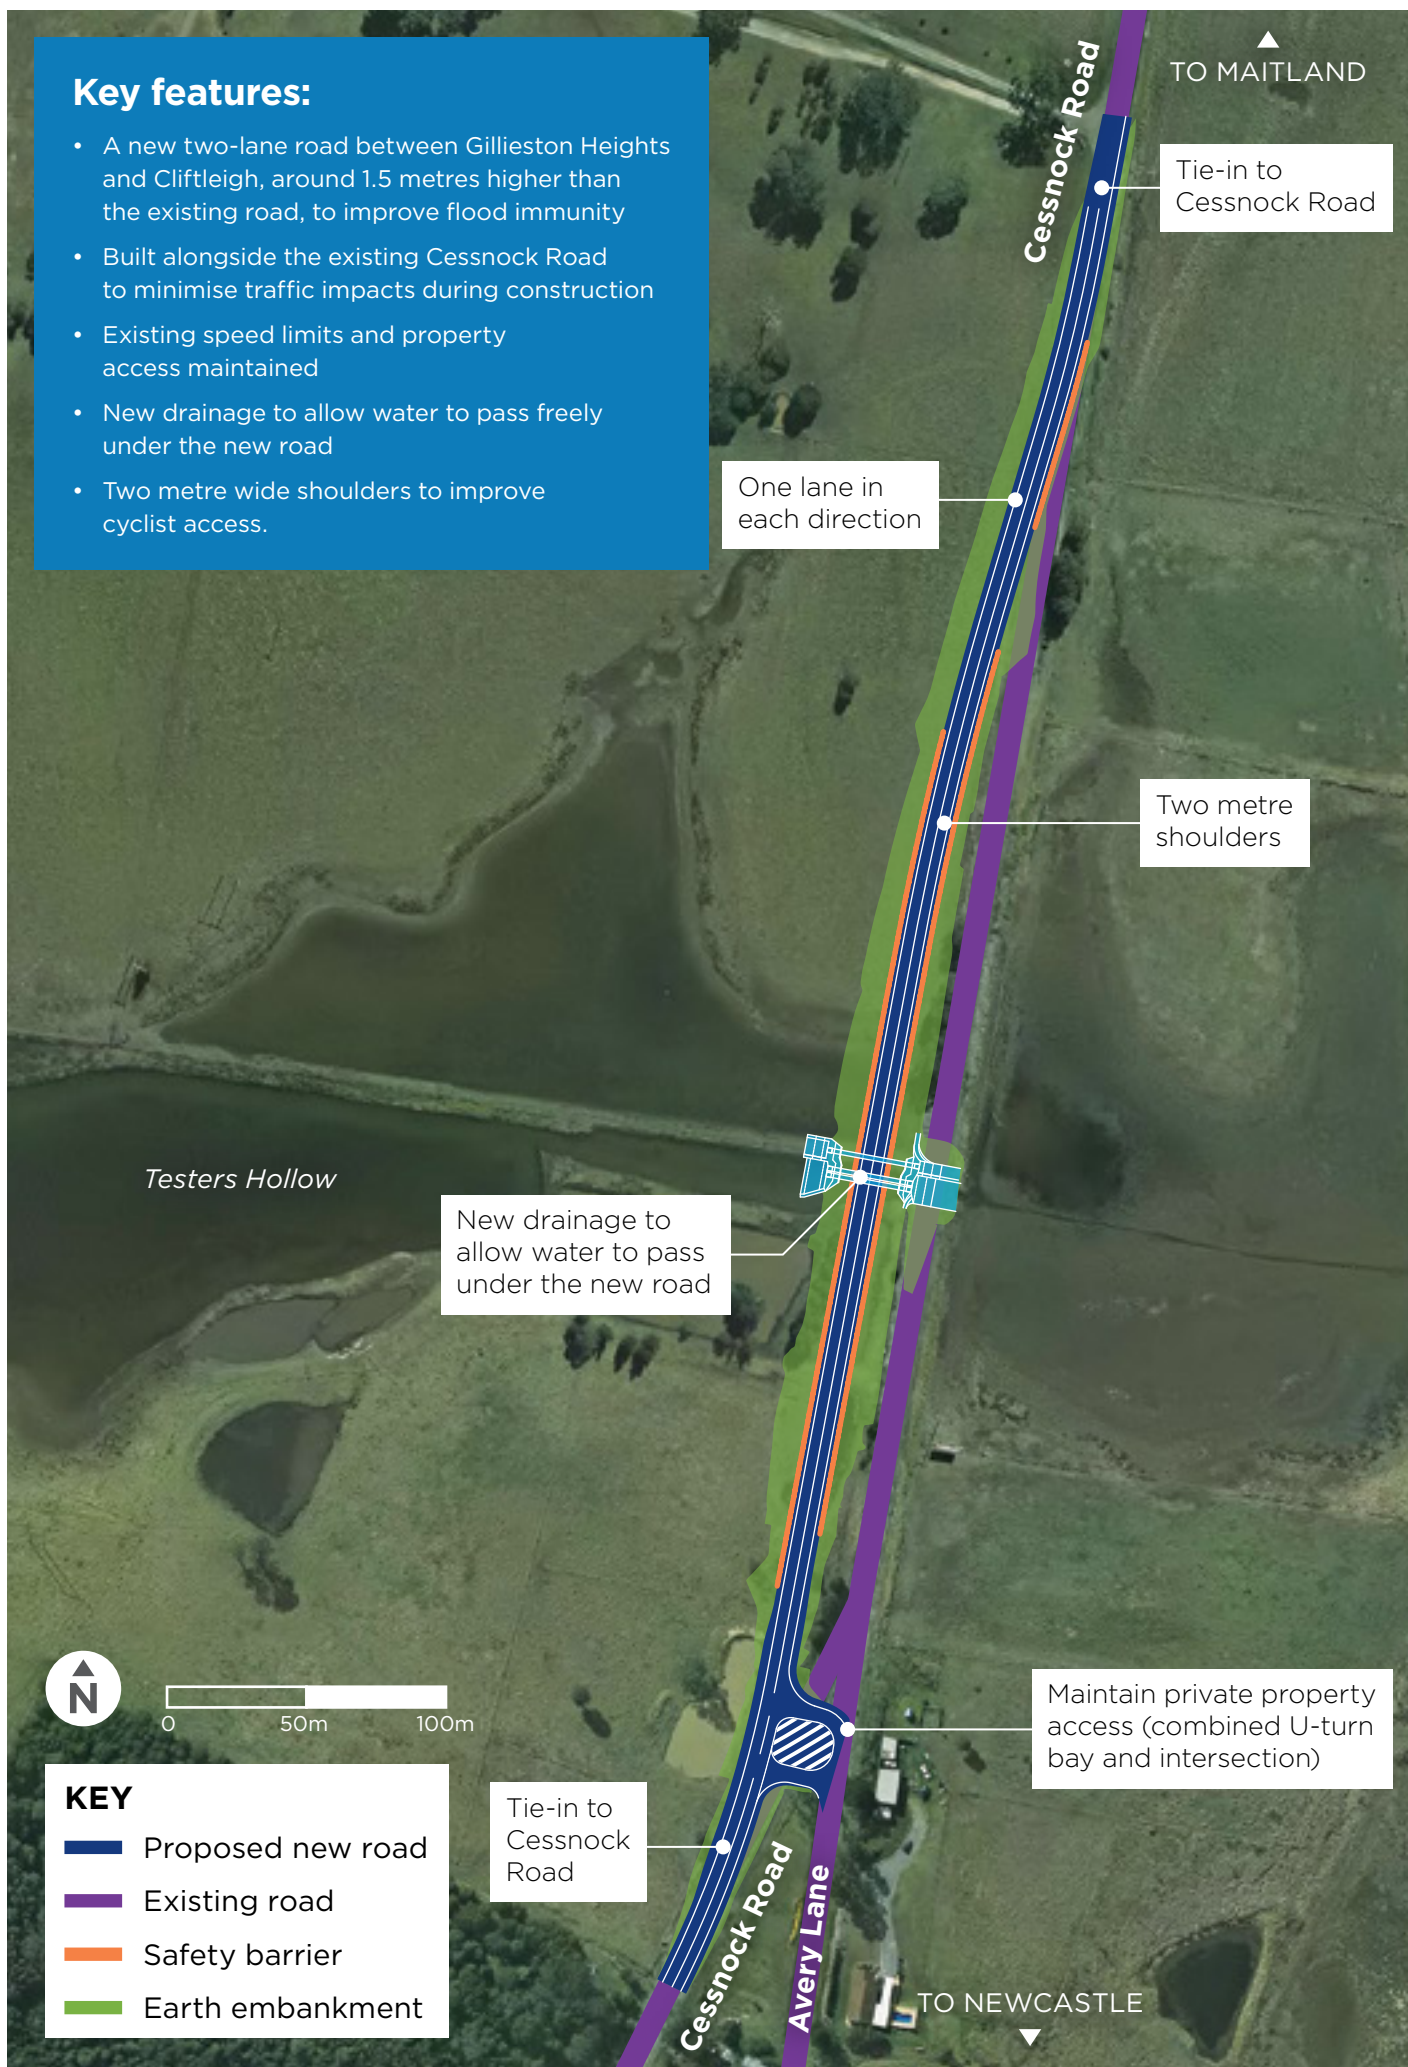 Key features:
• A new two-lane road between Gillieston Heights
and Cliftleigh, around 1.5 metres higher than
the existing road, to improve flood immunity
• Built alongside the existing Cessnock Road
to minimise traffic impacts during construction
• Existing speed limits and property
access maintained
• New drainage to allow water to pass freely
under the new road
• Two metre wide shoulders to improve
cyclist access.
Cessnock Road
TO MAITLAND
Tie-in to
Cessnock Road
One lane in
each direction
Two metre
shoulders
Testers Hollow
New drainage to
allow water to pass
under the new road
Maintain private property
access (combined U-turn
bay and intersection)
Tie-in to
Cessnock
Road
Cessnock Road
Avery Lane
TO NEWCASTLE
N
0 50m 100m
KEY
Proposed new road
Existing road
Safety barrier
Earth embankment